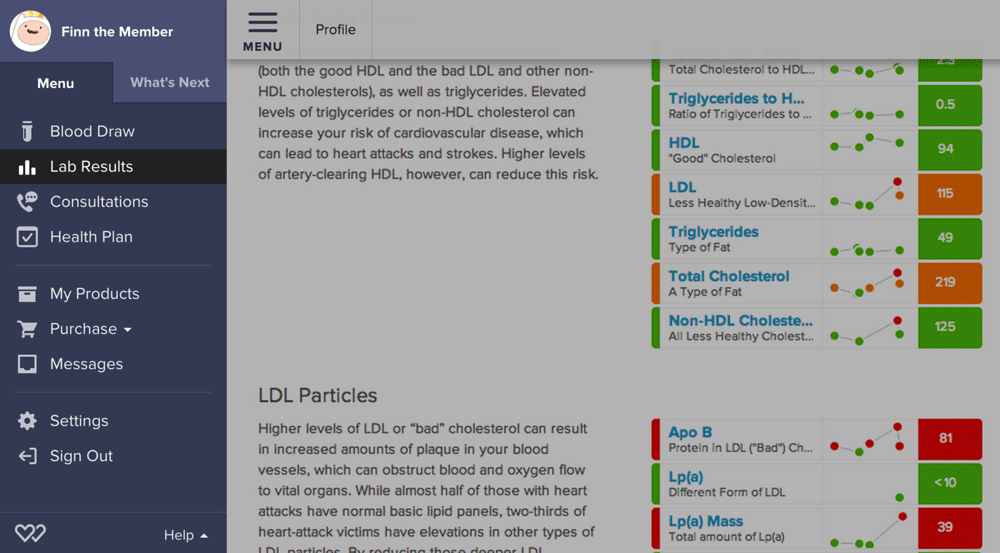 Finn the Member
Menu
What's Next
Blood Draw
Lab Results
Consultations
Health Plan
My Products
Purchase
Messages
Settings
Sign Out
Help
MENU
Profile
(both the good HDL and the bad LDL and other non-
HDL cholesterols), as well as triglycerides. Elevated
levels of triglycerides or non-HDL cholesterol can
increase your risk of cardiovascular disease, which
can lead to heart attacks and strokes. Higher levels
of artery-clearing HDL, however, can reduce this risk.
Total Cholesterol to HDL...
2.3
Triglycerides to H...
Ratio of Triglycerides to ...
0.5
HDL
"Good" Cholesterol
94
LDL
Less Healthy Low-Densit...
115
Triglycerides
Type of Fat
49
Total Cholesterol
A Type of Fat
219
Non-HDL Choleste...
All Less Healthy Cholest...
125
LDL Particles
Higher levels of LDL or “bad” cholesterol can result
in increased amounts of plaque in your blood
vessels, which can obstruct blood and oxygen flow
to vital organs. While almost half of those with heart
attacks have normal basic lipid panels, two-thirds of
heart-attack victims have elevations in other types of
LDL particles. By reducing these deeper LDL
Apo B
Protein in LDL ("Bad") Ch...
81
Lp(a)
Different Form of LDL
<10
Lp(a) Mass
Total amount of Lp(a)
39